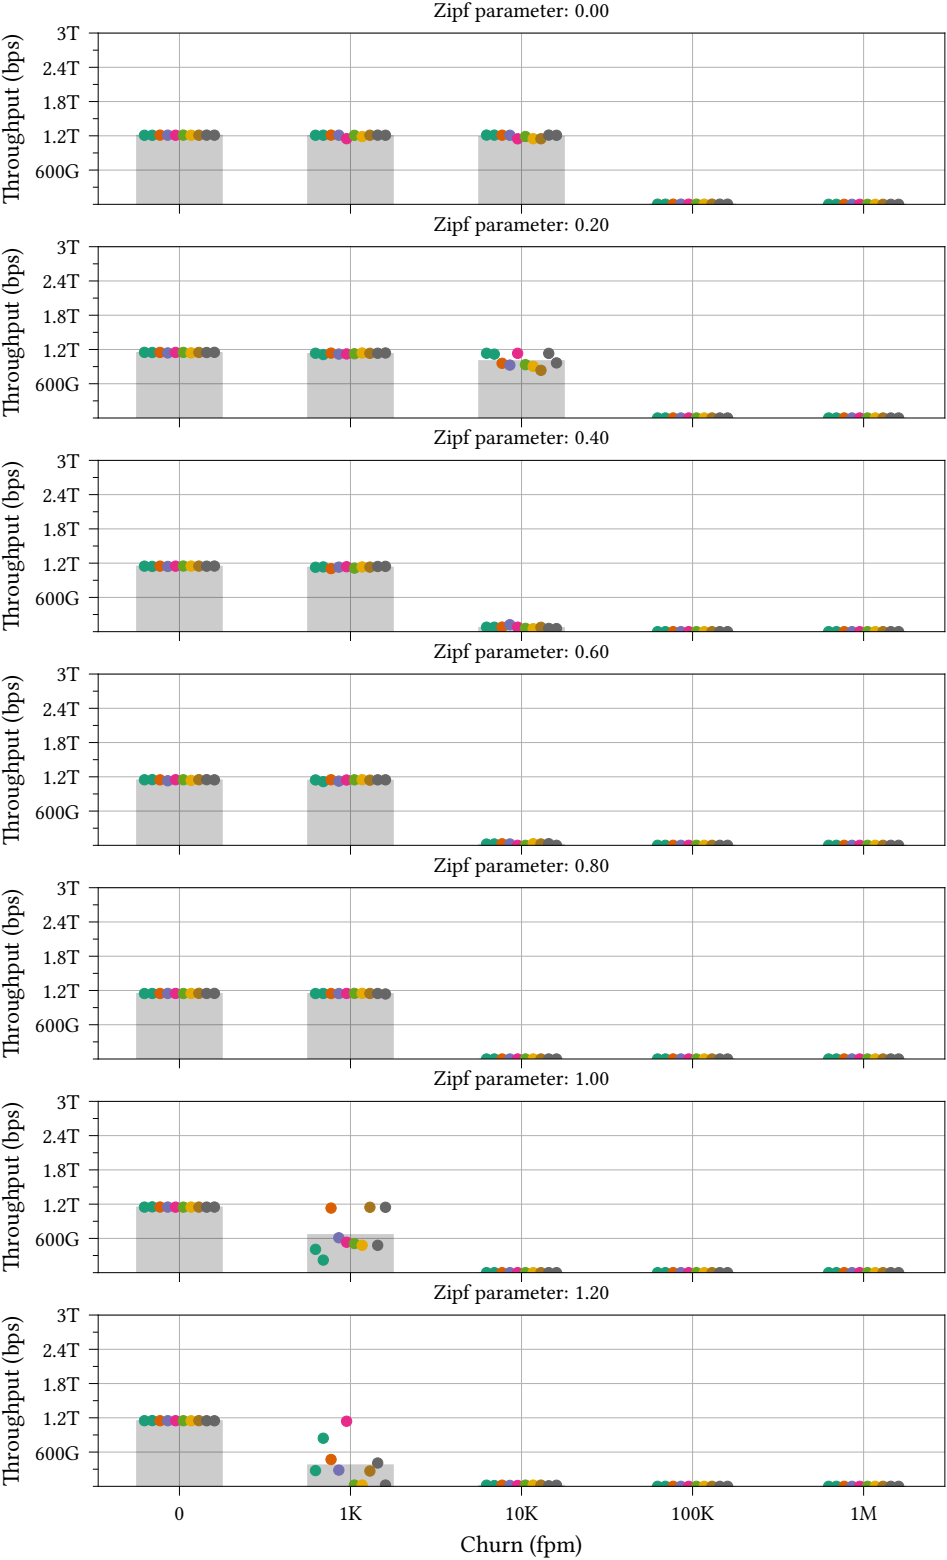 Zipf parameter: 0.00
Throughput (bps)
3T
2.4T
1.8T
1.2T
600G
Zipf parameter: 0.20
Throughput (bps)
3T
2.4T
1.8T
1.2T
600G
Zipf parameter: 0.40
Throughput (bps)
3T
2.4T
1.8T
1.2T
600G
Zipf parameter: 0.60
Throughput (bps)
3T
2.4T
1.8T
1.2T
600G
Zipf parameter: 0.80
Throughput (bps)
3T
2.4T
1.8T
1.2T
600G
Zipf parameter: 1.00
Throughput (bps)
3T
2.4T
1.8T
1.2T
600G
Zipf parameter: 1.20
Throughput (bps)
3T
2.4T
1.8T
1.2T
600G
0 1K 10K 100K 1M
Churn (fpm)